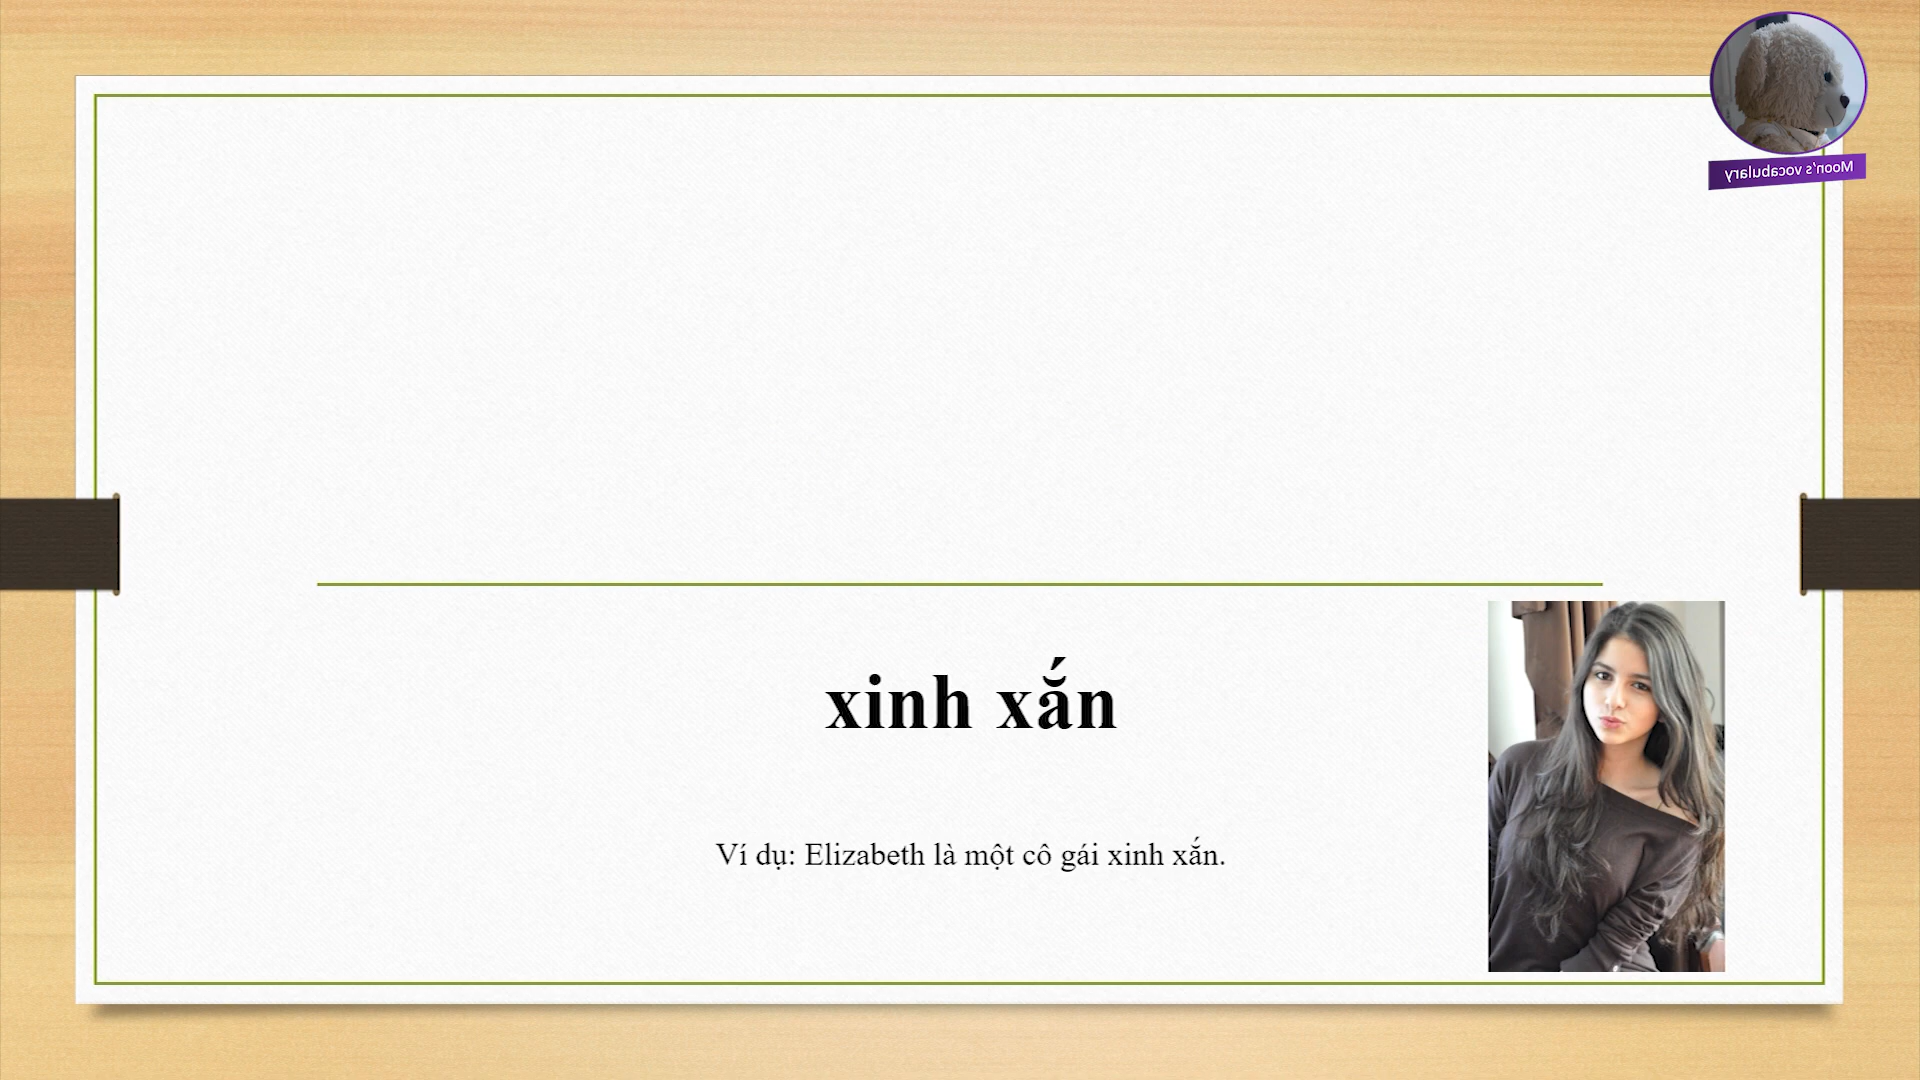 Moon's vocabulary
xinh xắn
Ví dụ: Elizabeth là một cô gái xinh xắn.